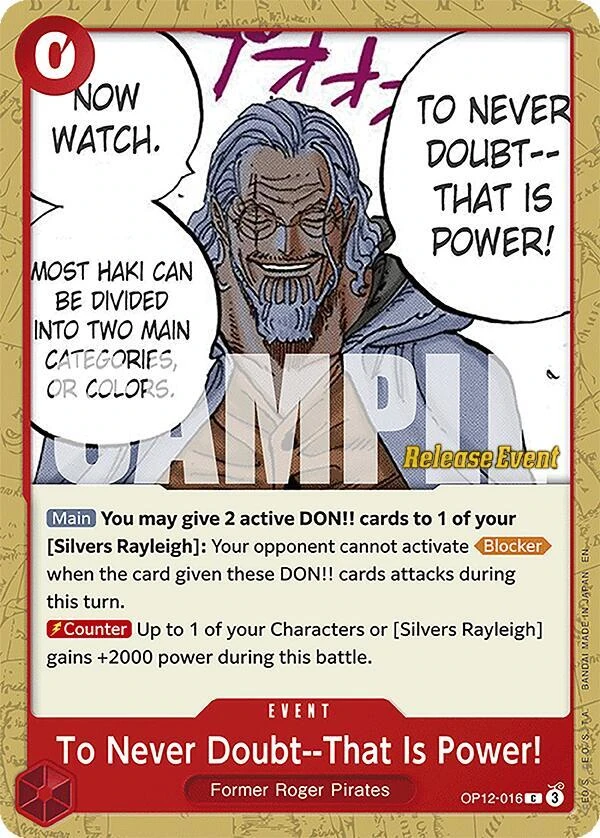 0
NOW
WATCH.
アオオ
TO NEVER
DOUBT--
THAT IS
POWER!
MOST HAKI CAN
BE DIVIDED
INTO TWO MAIN
CATEGORIES,
OR COLORS.
SAMPLE
Release Event
Main You may give 2 active DON!! cards to 1 of your
[Silvers Rayleigh]: Your opponent cannot activate Blocker
when the card given these DON!! cards attacks during
this turn.
Counter Up to 1 of your Characters or [Silvers Rayleigh]
gains +2000 power during this battle.
EVENT
To Never Doubt--That Is Power!
Former Roger Pirates
OP12-016 C 3
©E.O.,S. ©E.O.,S.,T,A. BANDAI MADE IN JAPAN EN